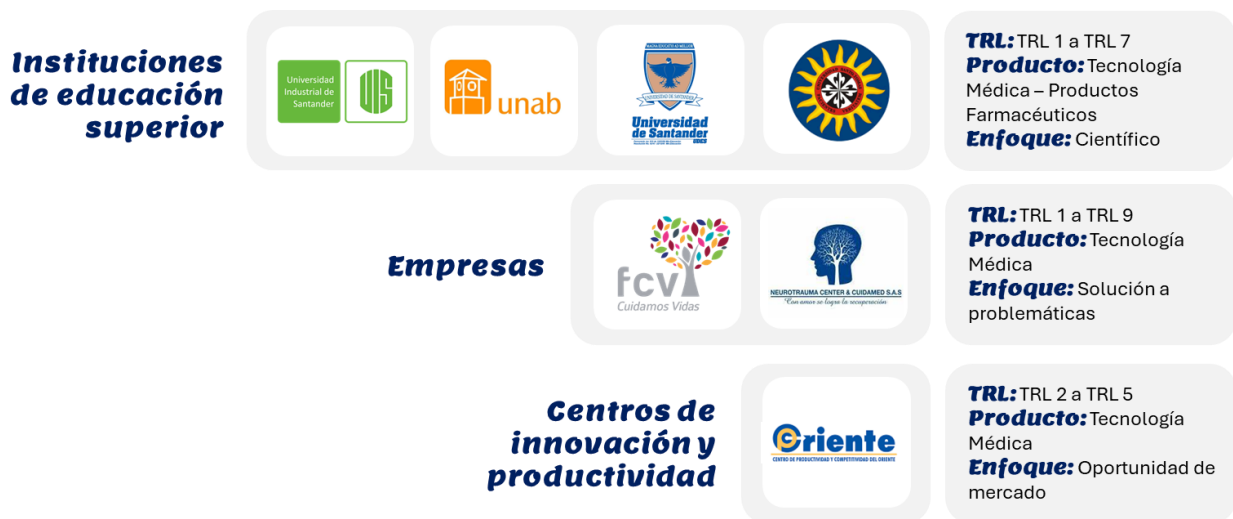 Instituciones
de educación
superior
Universidad
Industrial de
Santander
UIS
unab
Universidad
de Santander
UDES
TRL: TRL 1 a TRL 7
Producto: Tecnología
Médica – Productos
Farmacéuticos
Enfoque: Científico
Empresas
fcv
Cuidamos Vidas
NEUROTRAUMA CENTER & CUIDAMED S.A.S
"Con amor se logra la recuperación
TRL: TRL 1 a TRL 9
Producto: Tecnología
Médica
Enfoque: Solución a
problemáticas
Centros de
innovación y
productividad
Oriente
CENTRO DE PRODUCTIVIDAD Y COMPETITIVIDAD DEL ORIENTE
TRL: TRL 2 a TRL 5
Producto: Tecnología
Médica
Enfoque: Oportunidad de
mercado